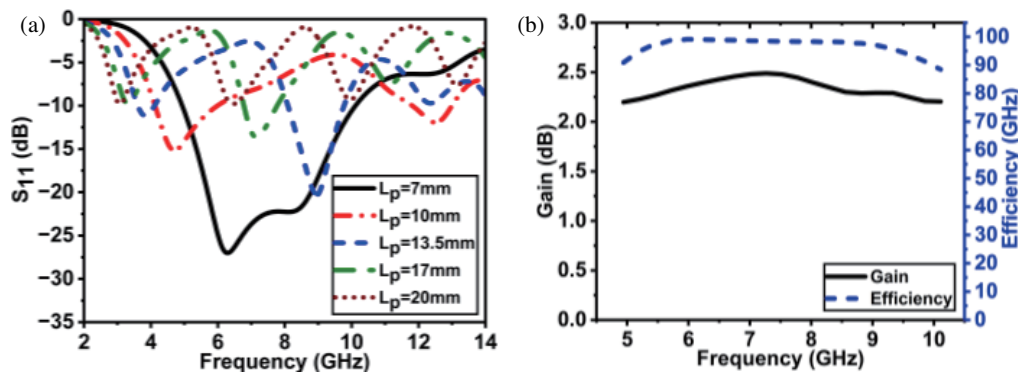 (a)
0
−5
−10
−15
−20
−25
−30
−35
S11 (dB)
2 4 6 8 10 12 14
Frequency (GHz)
Lp=7mm
Lp=10mm
Lp=13.5mm
Lp=17mm
Lp=20mm
(b)
3.0
2.5
2.0
1.5
1.0
0.5
0.0
Gain (dB)
5 6 7 8 9 10
Frequency (GHz)
Gain
Efficiency
100
90
80
70
60
50
40
30
20
10
0
Efficiency (GHz)